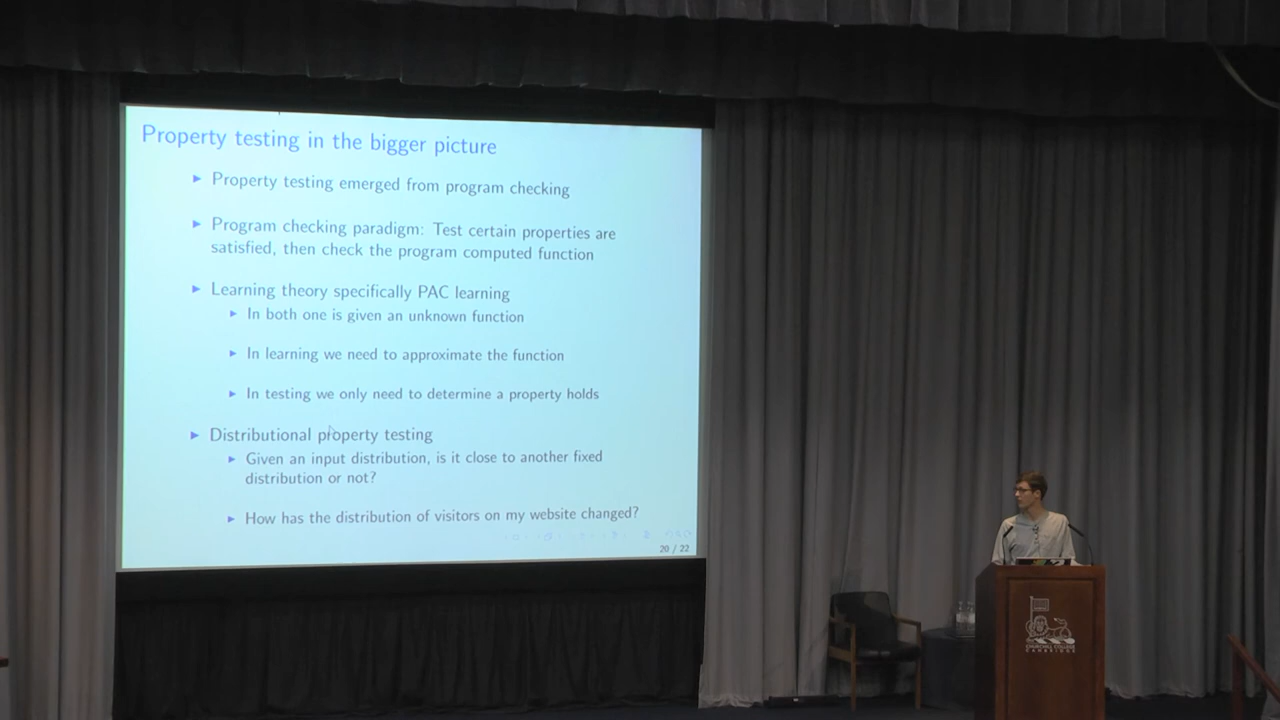 Property testing in the bigger picture
► Property testing emerged from program checking
► Program checking paradigm: Test certain properties are
satisfied, then check the program computed function
► Learning theory specifically PAC learning
► In both one is given an unknown function
► In learning we need to approximate the function
► In testing we only need to determine a property holds
► Distributional property testing
► Given an input distribution, is it close to another fixed
distribution or not?
► How has the distribution of visitors on my website changed?
20 / 22
CHURCHILL COLLEGE
CAMBRIDGE